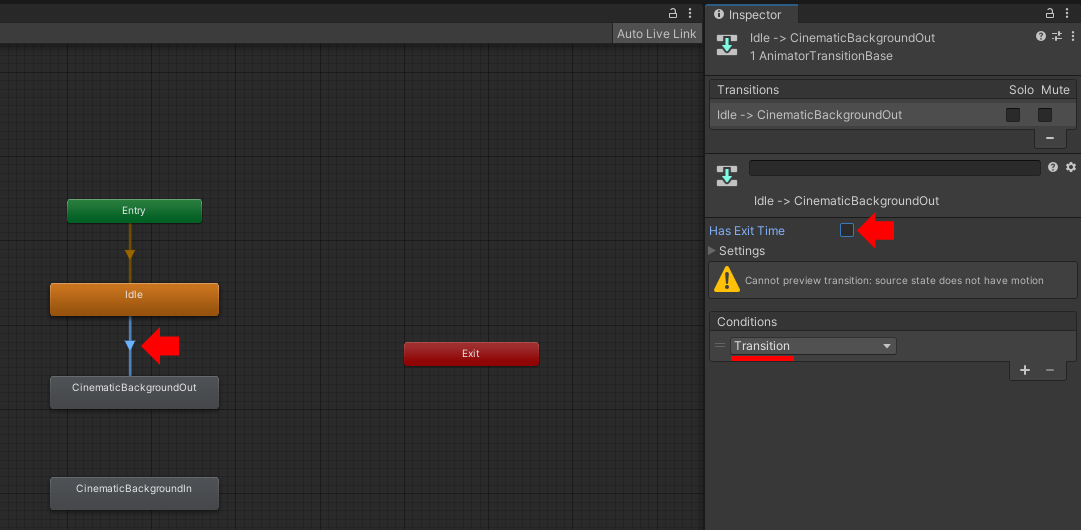 Auto Live Link
Entry
Idle
CinematicBackgroundOut
CinematicBackgroundIn
Exit
Inspector
Idle -> CinematicBackgroundOut
1 AnimatorTransitionBase
Transitions Solo Mute
Idle -> CinematicBackgroundOut
Idle -> CinematicBackgroundOut
Has Exit Time
Settings
Cannot preview transition: source state does not have motion
Conditions
Transition